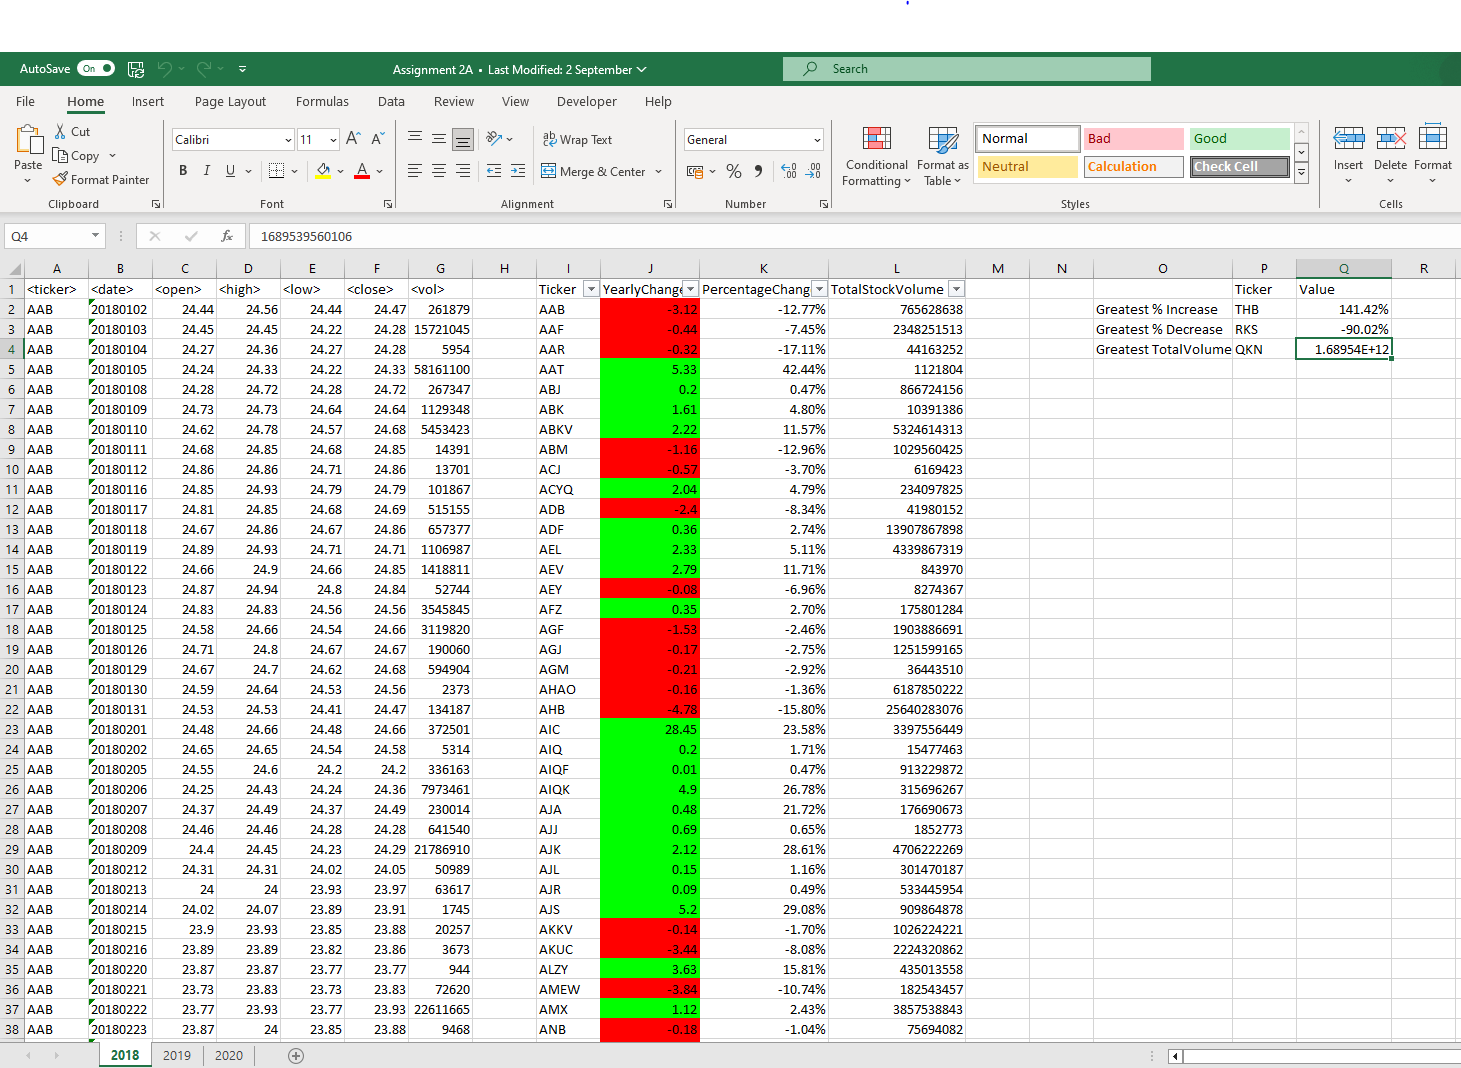 AutoSave On Assignment 2A • Last Modified: 2 September Search
File Home Insert Page Layout Formulas Data Review View Developer Help
Paste Cut Copy Format Painter Clipboard
Calibri 11 B I U A Font
Wrap Text Merge & Center Alignment
General % Number
Conditional Formatting Format as Table Normal Bad Good Neutral Calculation Check Cell Styles
Insert Delete Format Cells
Q4 fx 1689539560106
A B C D E F G H I J K L M N O P Q R
1 <ticker> <date> <open> <high> <low> <close> <vol> Ticker YearlyChange PercentageChang TotalStockVolume Ticker Value
2 AAB 20180102 24.44 24.56 24.44 24.47 261879 AAB -3.12 -12.77% 765628638 Greatest % Increase THB 141.42%
3 AAB 20180103 24.45 24.45 24.22 24.28 15721045 AAF -0.44 -7.45% 2348251513 Greatest % Decrease RKS -90.02%
4 AAB 20180104 24.27 24.36 24.27 24.28 5954 AAR -0.32 -17.11% 44163252 Greatest TotalVolume QKN 1.68954E+12
5 AAB 20180105 24.24 24.33 24.22 24.33 58161100 AAT 5.33 42.44% 1121804
6 AAB 20180108 24.28 24.72 24.28 24.72 267347 ABJ 0.2 0.47% 866724156
7 AAB 20180109 24.73 24.73 24.64 24.64 1129348 ABK 1.61 4.80% 10391386
8 AAB 20180110 24.62 24.78 24.57 24.68 5453423 ABKV 2.22 11.57% 5324614313
9 AAB 20180111 24.68 24.85 24.68 24.85 14391 ABM -1.16 -12.96% 1029560425
10 AAB 20180112 24.86 24.86 24.71 24.86 13701 ACJ -0.57 -3.70% 6169423
11 AAB 20180116 24.85 24.93 24.79 24.79 101867 ACYQ 2.04 4.79% 234097825
12 AAB 20180117 24.81 24.85 24.68 24.69 515155 ADB -2.4 -8.34% 41980152
13 AAB 20180118 24.67 24.86 24.67 24.86 657377 ADF 0.36 2.74% 13907867898
14 AAB 20180119 24.89 24.93 24.71 24.71 1106987 AEL 2.33 5.11% 4339867319
15 AAB 20180122 24.66 24.9 24.66 24.85 1418811 AEV 2.79 11.71% 843970
16 AAB 20180123 24.87 24.94 24.8 24.84 52744 AEY -0.08 -6.96% 8274367
17 AAB 20180124 24.83 24.83 24.56 24.56 3545845 AFZ 0.35 2.70% 175801284
18 AAB 20180125 24.58 24.66 24.54 24.66 3119820 AGF -1.53 -2.46% 1903886691
19 AAB 20180126 24.71 24.8 24.67 24.67 190060 AGJ -0.17 -2.75% 1251599165
20 AAB 20180129 24.67 24.7 24.62 24.68 594904 AGM -0.21 -2.92% 36443510
21 AAB 20180130 24.59 24.64 24.53 24.56 2373 AHAO -0.16 -1.36% 6187850222
22 AAB 20180131 24.53 24.53 24.41 24.47 134187 AHB -4.78 -15.80% 25640283076
23 AAB 20180201 24.48 24.66 24.48 24.66 372501 AIC 28.45 23.58% 3397556449
24 AAB 20180202 24.65 24.65 24.54 24.58 5314 AIQ 0.2 1.71% 15477463
25 AAB 20180205 24.55 24.6 24.2 24.2 336163 AIQF 0.01 0.47% 913229872
26 AAB 20180206 24.25 24.43 24.24 24.36 7973461 AIQK 4.9 26.78% 315696267
27 AAB 20180207 24.37 24.49 24.37 24.49 230014 AJA 0.48 21.72% 176690673
28 AAB 20180208 24.46 24.46 24.28 24.28 641540 AJJ 0.69 0.65% 1852773
29 AAB 20180209 24.4 24.45 24.23 24.29 21786910 AJK 2.12 28.61% 4706222269
30 AAB 20180212 24.31 24.31 24.02 24.05 50989 AJL 0.15 1.16% 301470187
31 AAB 20180213 24 24 23.93 23.97 63617 AJR 0.09 0.49% 533445954
32 AAB 20180214 24.02 24.07 23.89 23.91 1745 AJS 5.2 29.08% 909864878
33 AAB 20180215 23.9 23.93 23.85 23.88 20257 AKKV -0.14 -1.70% 1026224221
34 AAB 20180216 23.89 23.89 23.82 23.86 3673 AKUC -3.44 -8.08% 2224320862
35 AAB 20180220 23.87 23.87 23.77 23.77 944 ALZY 3.63 15.81% 435013558
36 AAB 20180221 23.73 23.83 23.73 23.83 72620 AMEW -3.84 -10.74% 182543457
37 AAB 20180222 23.77 23.93 23.77 23.93 22611665 AMX 1.12 2.43% 3857538843
38 AAB 20180223 23.87 24 23.85 23.88 9468 ANB -0.18 -1.04% 75694082
2018 2019 2020